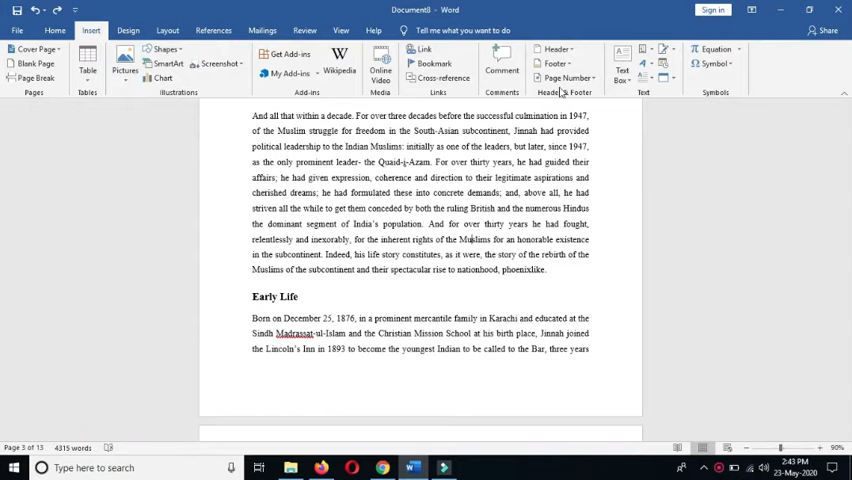 Document8 - Word
Sign in
File Home Insert Draw Design Layout References Mailings Review View Help Tell me what you want to do Share
Cover Page
Blank Page
Page Break
Pages
Table
Tables
Pictures
Shapes
SmartArt
Chart
Screenshot
Illustrations
Get Add-ins
My Add-ins
Wikipedia
Add-ins
Online
Video
Media
Link
Bookmark
Cross-reference
Links
Comment
Comments
Header
Footer
Page Number
Header & Footer
Text
Box
Text
Equation
Symbol
Symbols
And all that within a decade. For over three decades before the successful culmination in 1947,
of the Muslim struggle for freedom in the South-Asian subcontinent, Jinnah had provided
political leadership to the Indian Muslims: initially as one of the leaders, but later, since 1947,
as the only prominent leader- the Quaid-i-Azam. For over thirty years, he had guided their
affairs; he had given expression, coherence and direction to their legitimate aspirations and
cherished dreams; he had formulated these into concrete demands; and, above all, he had
striven all the while to get them conceded by both the ruling British and the numerous Hindus
the dominant segment of India's population. And for over thirty years he had fought,
relentlessly and inexorably, for the inherent rights of the Muslims for an honorable existence
in the subcontinent. Indeed, his life story constitutes, as it were, the story of the rebirth of the
Muslims of the subcontinent and their spectacular rise to nationhood, phoenixlike.
Early Life
Born on December 25, 1876, in a prominent mercantile family in Karachi and educated at the
Sindh Madrassat-ul-Islam and the Christian Mission School at his birth place, Jinnah joined
the Lincoln's Inn in 1893 to become the youngest Indian to be called to the Bar, three years
Page 3 of 13 4315 words
90%
Type here to search
2:43 PM
23-May-2020